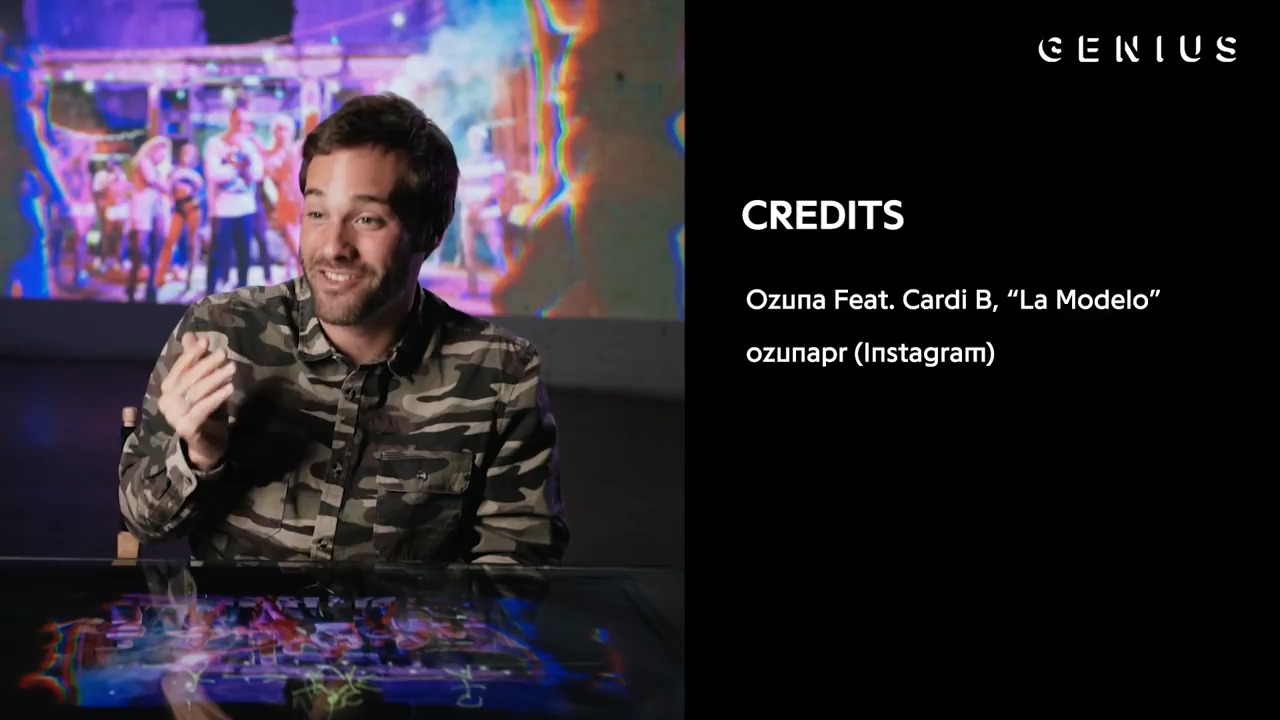 GENIUS
CREDITS
Ozuna Feat. Cardi B, “La Modelo”
ozunapr (Instagram)